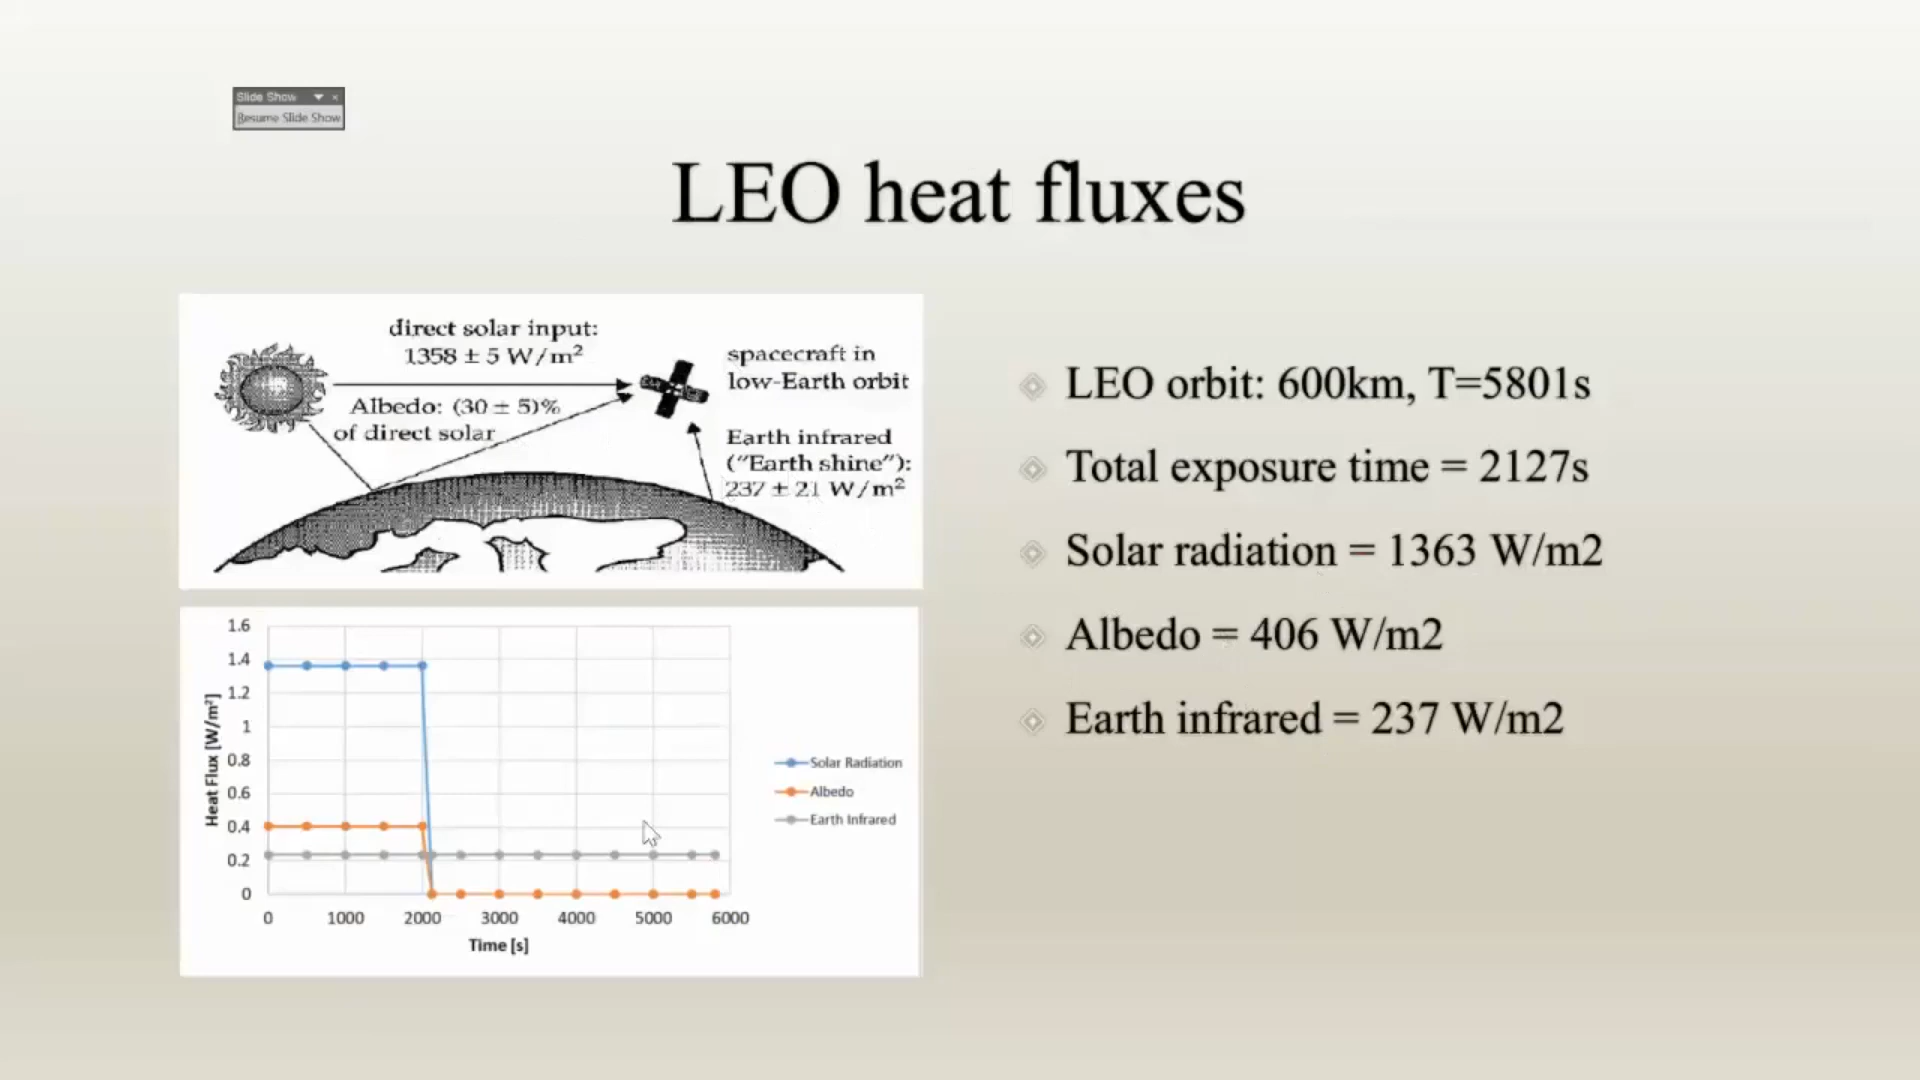 Slide Show
Resume Slide Show
LEO heat fluxes
direct solar input:
1358 ± 5 W/m²
spacecraft in
low-Earth orbit
Albedo: (30 ± 5)%
of direct solar
Earth infrared
("Earth shine"):
237 ± 21 W/m²
LEO orbit: 600km, T=5801s
Total exposure time = 2127s
Solar radiation = 1363 W/m2
Albedo = 406 W/m2
Earth infrared = 237 W/m2
Heat Flux [W/m²]
1.6
1.4
1.2
1
0.8
0.6
0.4
0.2
0
0 1000 2000 3000 4000 5000 6000
Time [s]
Solar Radiation
Albedo
Earth Infrared